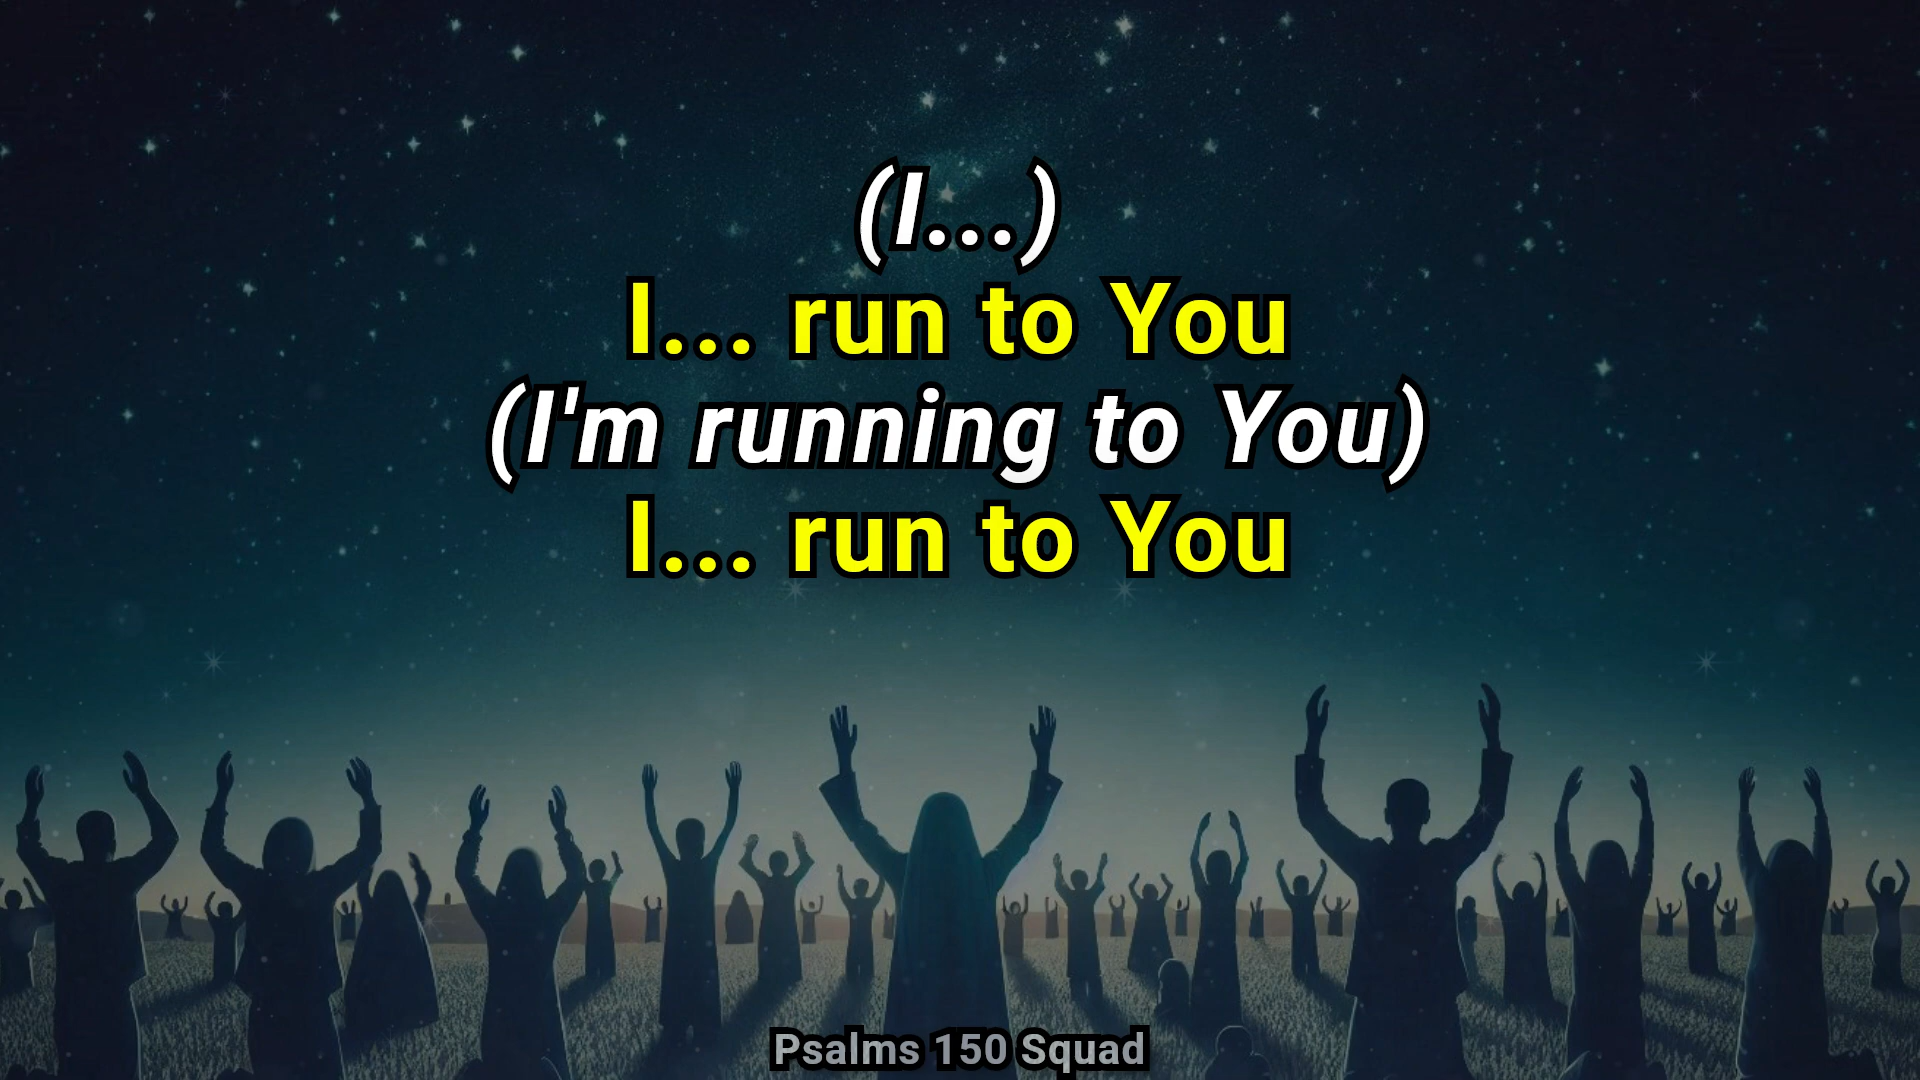 (I...)
I... run to You
(I'm running to You)
I... run to You
Psalms 150 Squad